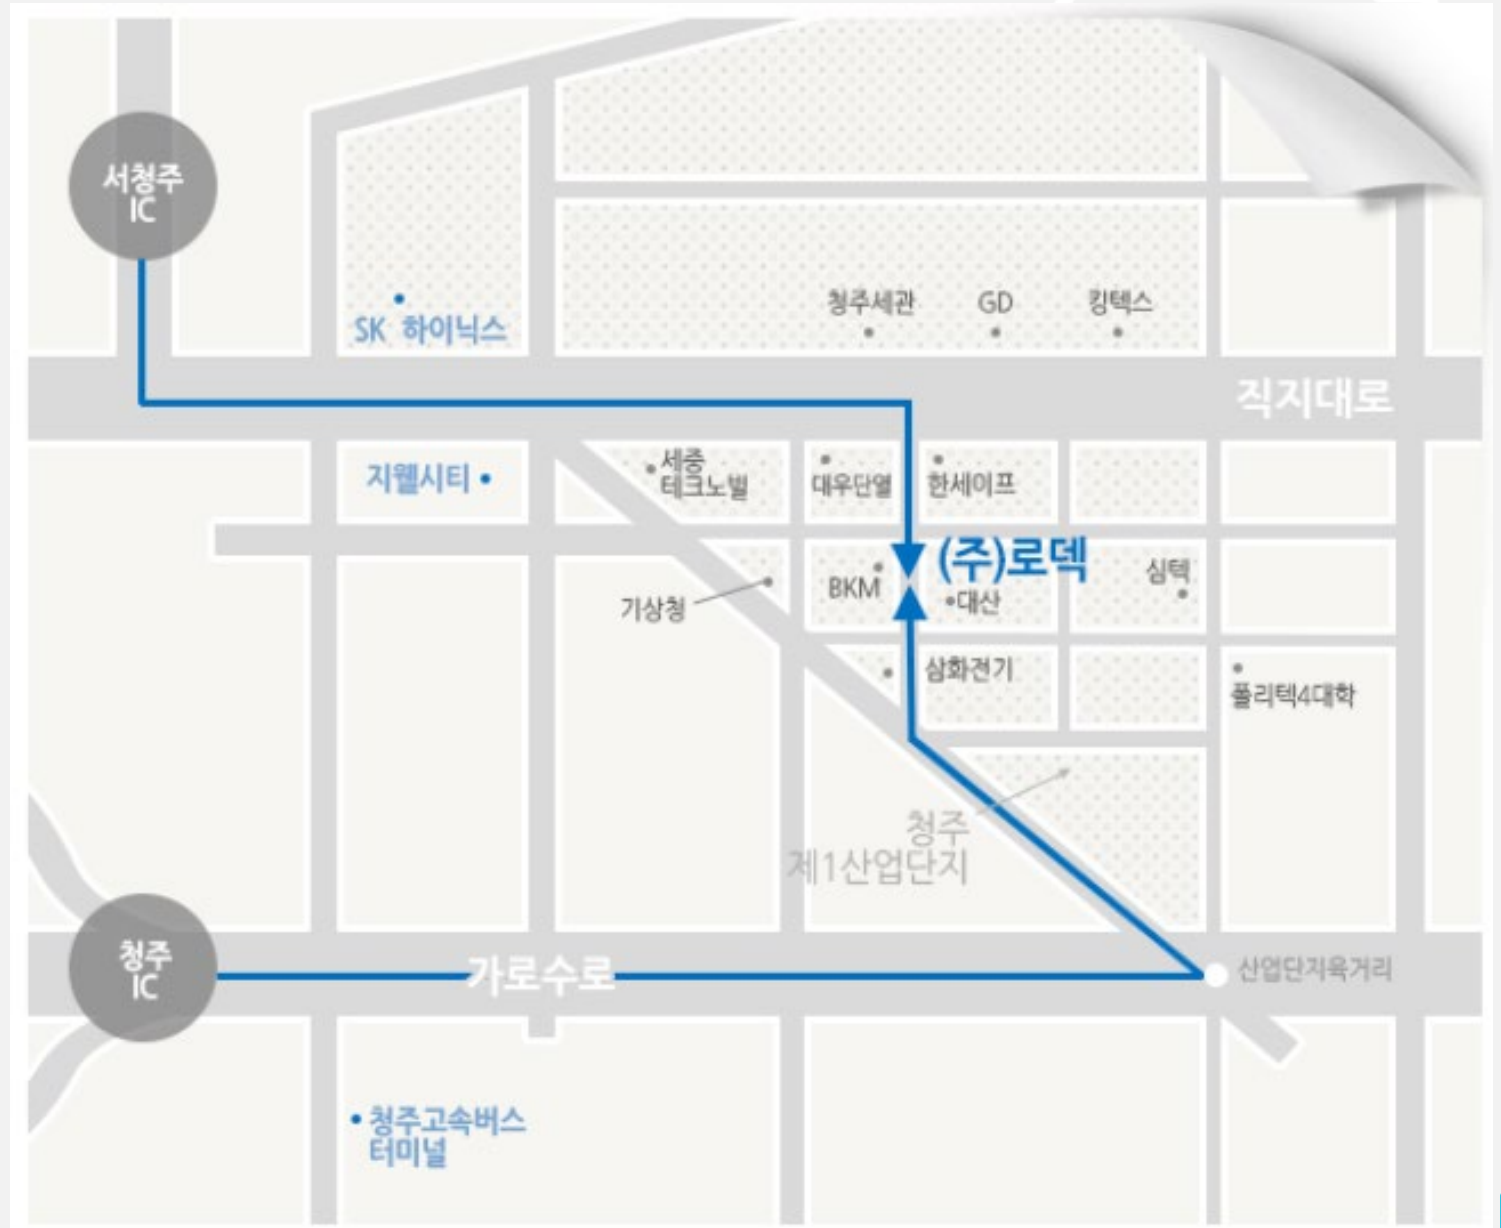 서청주
IC
SK 하이닉스
청주세관
GD
킹텍스
직지대로
지웰시티
세중
테크노밸
대우단열
한세이프
(주)로덱
BKM
대산
심텍
기상청
삼화전기
폴리텍4대학
청주
제1산업단지
청주
IC
가로수로
산업단지육거리
청주고속버스
터미널